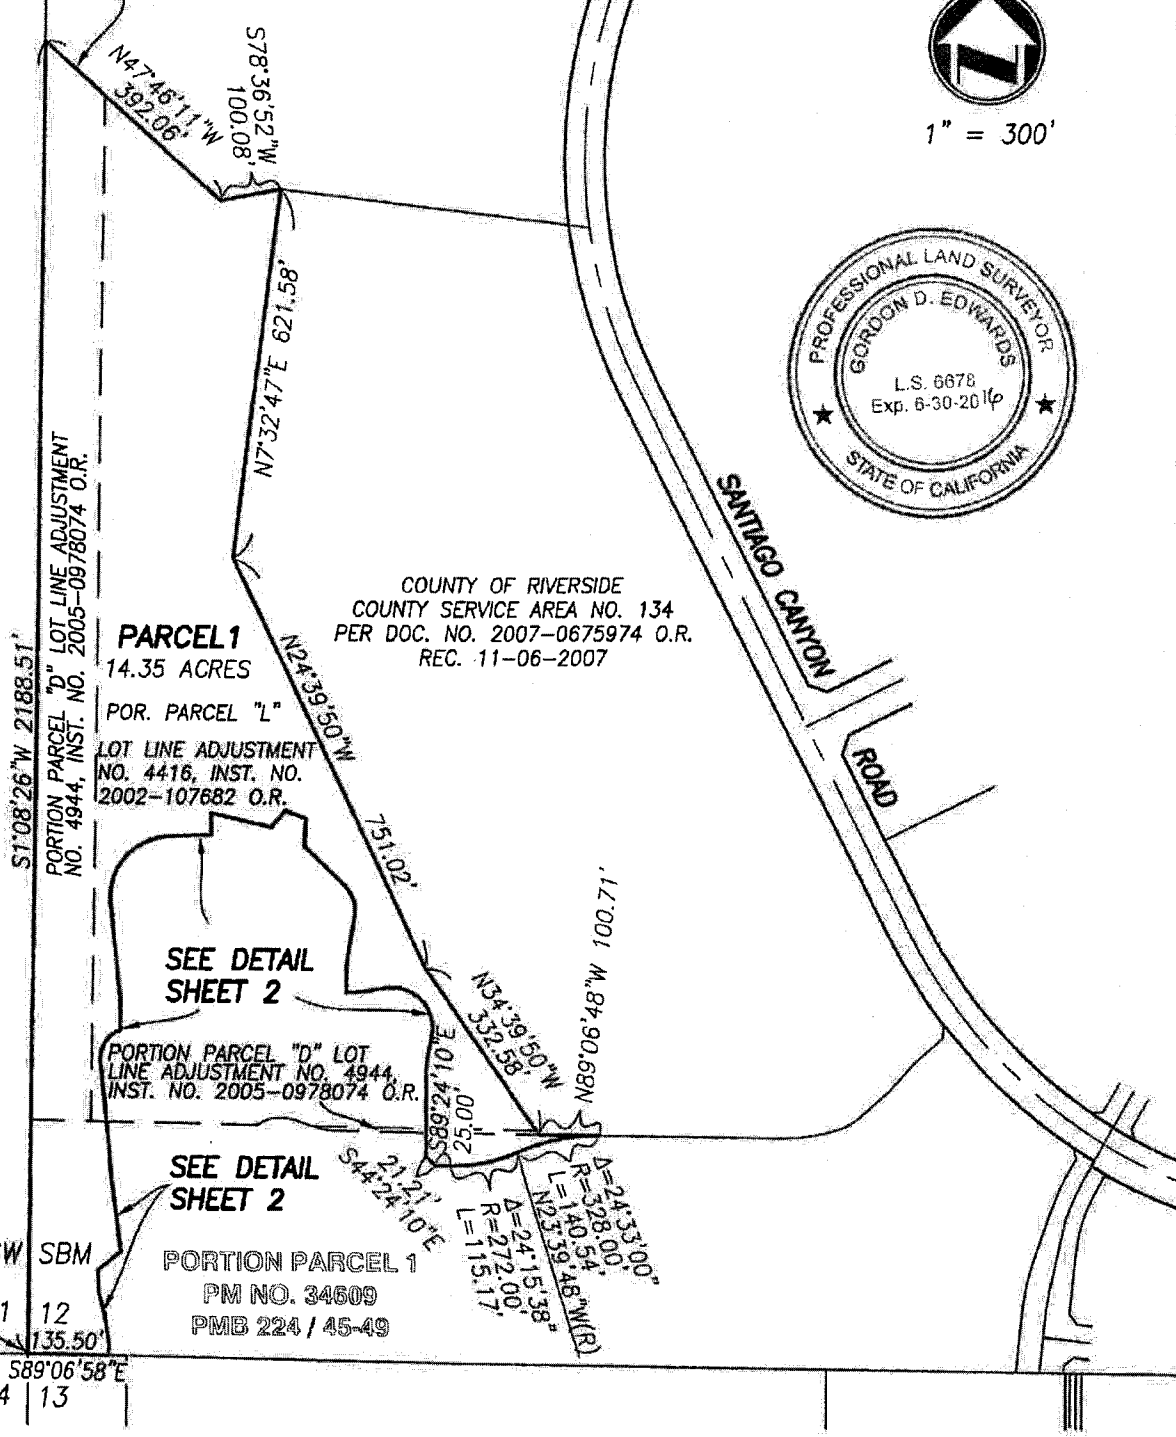 N47°46'11"W
392.06'
S78°36'52"W
100.08'
1" = 300'
PROFESSIONAL LAND SURVEYOR
GORDON D. EDWARDS
L.S. 6678
Exp. 6-30-2016
STATE OF CALIFORNIA
N7°32'47"E 621.58'
SANTIAGO CANYON
ROAD
COUNTY OF RIVERSIDE
COUNTY SERVICE AREA NO. 134
PER DOC. NO. 2007-0675974 O.R.
REC. 11-06-2007
S1°08'26"W 2188.51'
PORTION PARCEL "D" LOT LINE ADJUSTMENT
NO. 4944, INST. NO. 2005-0978074 O.R.
PARCEL 1
14.35 ACRES
POR. PARCEL "L"
LOT LINE ADJUSTMENT
NO. 4416, INST. NO.
2002-107682 O.R.
N24°39'50"W
751.02'
SEE DETAIL
SHEET 2
N34°39'50"W
332.58'
N89°06'48"W 100.71'
PORTION PARCEL "D" LOT
LINE ADJUSTMENT NO. 4944,
INST. NO. 2005-0978074 O.R.
S89°24'10"E
25.00'
21.21'
S44°24'10"E
SEE DETAIL
SHEET 2
Δ=24°33'00"
R=328.00'
L=140.54'
N23°39'48"W(R)
Δ=24°15'38"
R=272.00'
L=115.17'
W SBM
PORTION PARCEL 1
PM NO. 34609
PMB 224 / 45-49
1 12
135.50'
S89°06'58"E
4 13